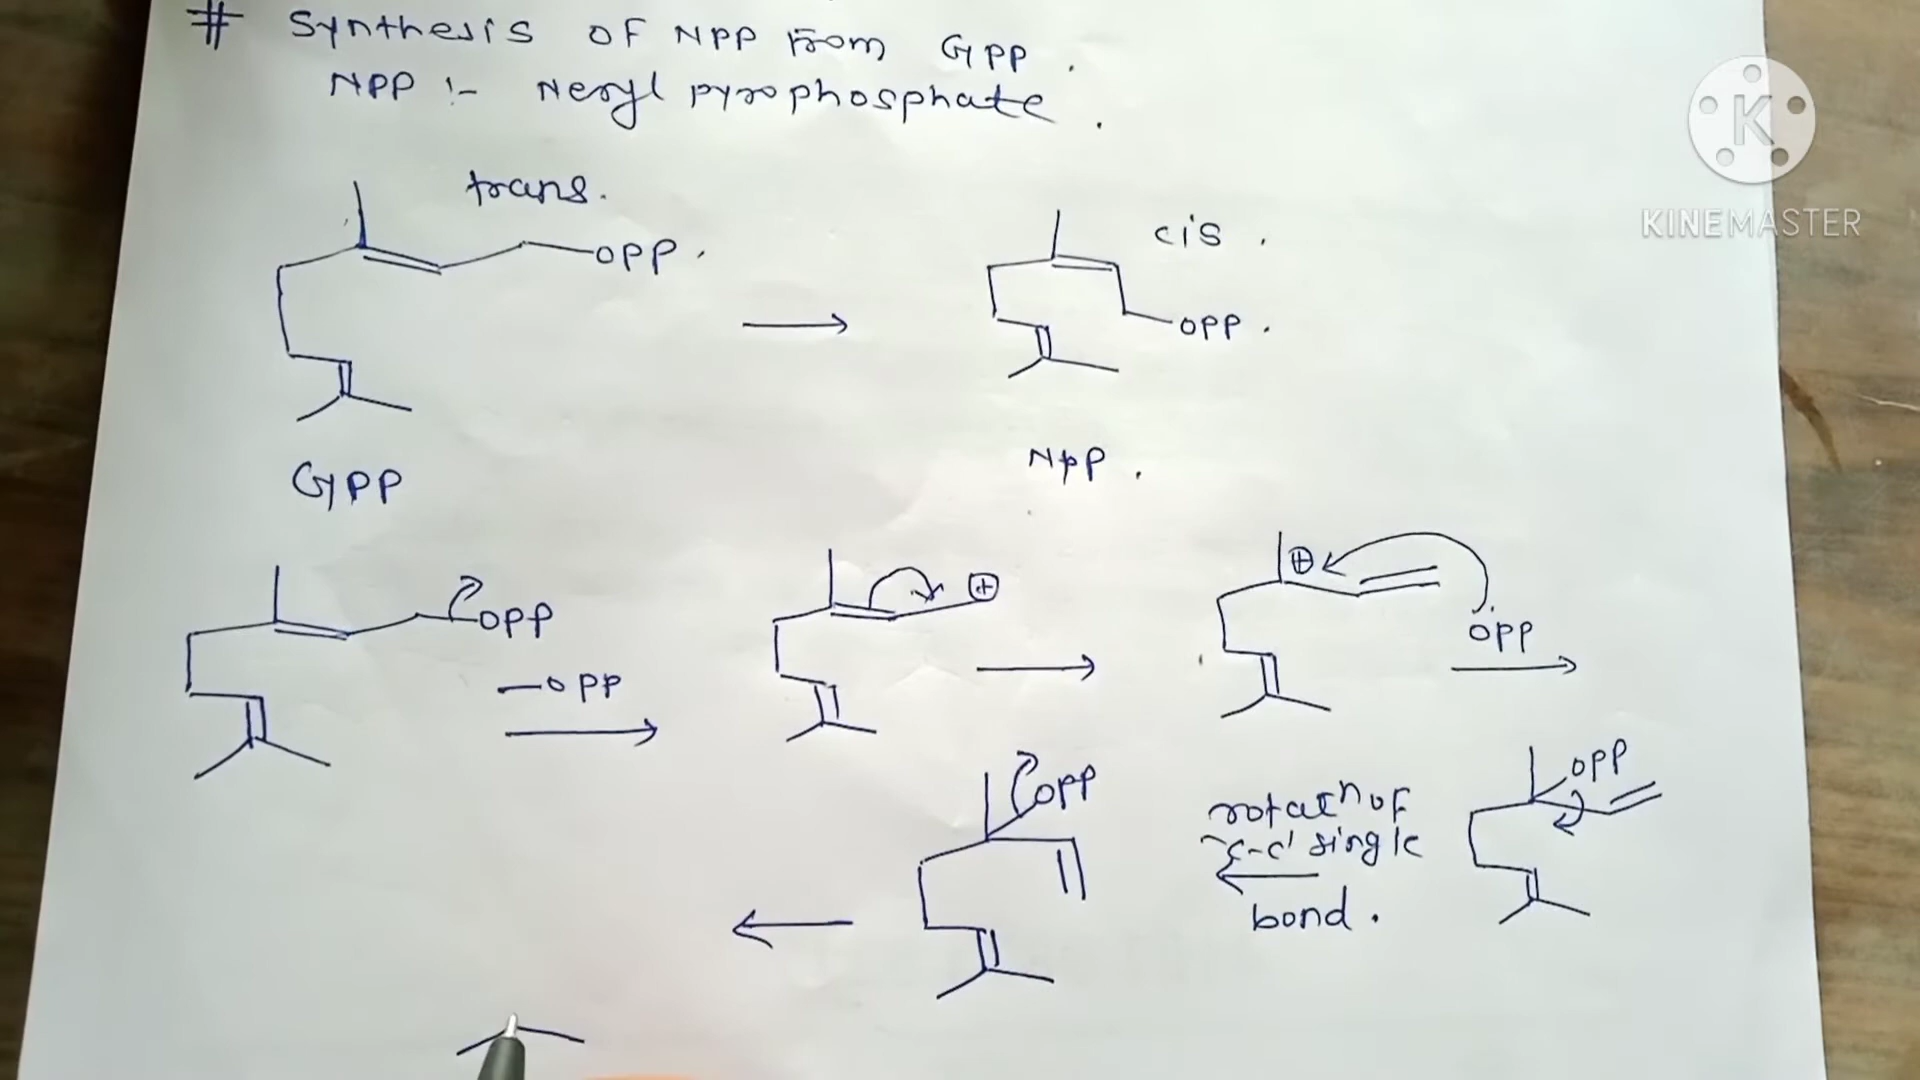 # Synthesis OF NPP From GPP .
NPP :- Neryl pyrophosphate .
K
KINEMASTER
trans.
OPP .
cis .
OPP .
GPP
NPP .
OPP
-OPP
⊕
⊕
OPP
OPP
OPP
rotatn OF
'C-C' single
bond .